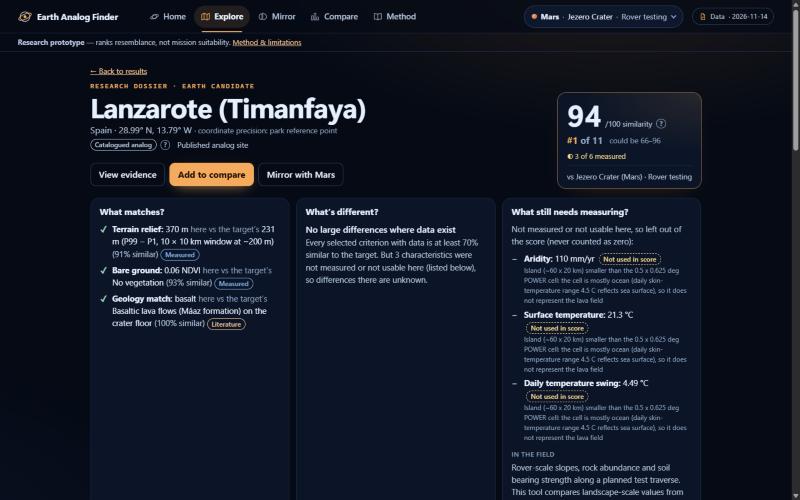 Earth Analog Finder
Home
Explore
Mirror
Compare
Method
Mars · Jezero Crater · Rover testing
Data · 2026-11-14
Research prototype — ranks resemblance, not mission suitability. Method & limitations
← Back to results
RESEARCH DOSSIER · EARTH CANDIDATE
Lanzarote (Timanfaya)
Spain · 28.99° N, 13.79° W · coordinate precision: park reference point
Catalogued analog ? Published analog site
94 /100 similarity ?
#1 of 11 could be 66–96
3 of 6 measured
vs Jezero Crater (Mars) · Rover testing
View evidence
Add to compare
Mirror with Mars
What matches?
✓ Terrain relief: 370 m here vs the target's 231
m (P99 − P1, 10 × 10 km window at ~200 m)
(91% similar) Measured
✓ Bare ground: 0.06 NDVI here vs the target's
No vegetation (93% similar) Measured
✓ Geology match: basalt here vs the target's
Basaltic lava flows (Máaz formation) on the
crater floor (100% similar) Literature
What's different?
No large differences where data exist
Every selected criterion with data is at least 70%
similar to the target. But 3 characteristics were
not measured or not usable here (listed below),
so differences there are unknown.
What still needs measuring?
Not measured or not usable here, so left out of
the score (never counted as zero):
– Aridity: 110 mm/yr Not used in score
Island (~60 x 20 km) smaller than the 0.5 x 0.625 deg
POWER cell: the cell is mostly ocean (daily skin-
temperature range 4.5 C reflects sea surface), so it does
not represent the lava field
– Surface temperature: 21.3 °C
Not used in score
Island (~60 x 20 km) smaller than the 0.5 x 0.625 deg
POWER cell: the cell is mostly ocean (daily skin-
temperature range 4.5 C reflects sea surface), so it does
not represent the lava field
– Daily temperature swing: 4.49 °C
Not used in score
Island (~60 x 20 km) smaller than the 0.5 x 0.625 deg
POWER cell: the cell is mostly ocean (daily skin-
temperature range 4.5 C reflects sea surface), so it does
not represent the lava field
IN THE FIELD
Rover-scale slopes, rock abundance and soil
bearing strength along a planned test traverse.
This tool compares landscape-scale values from